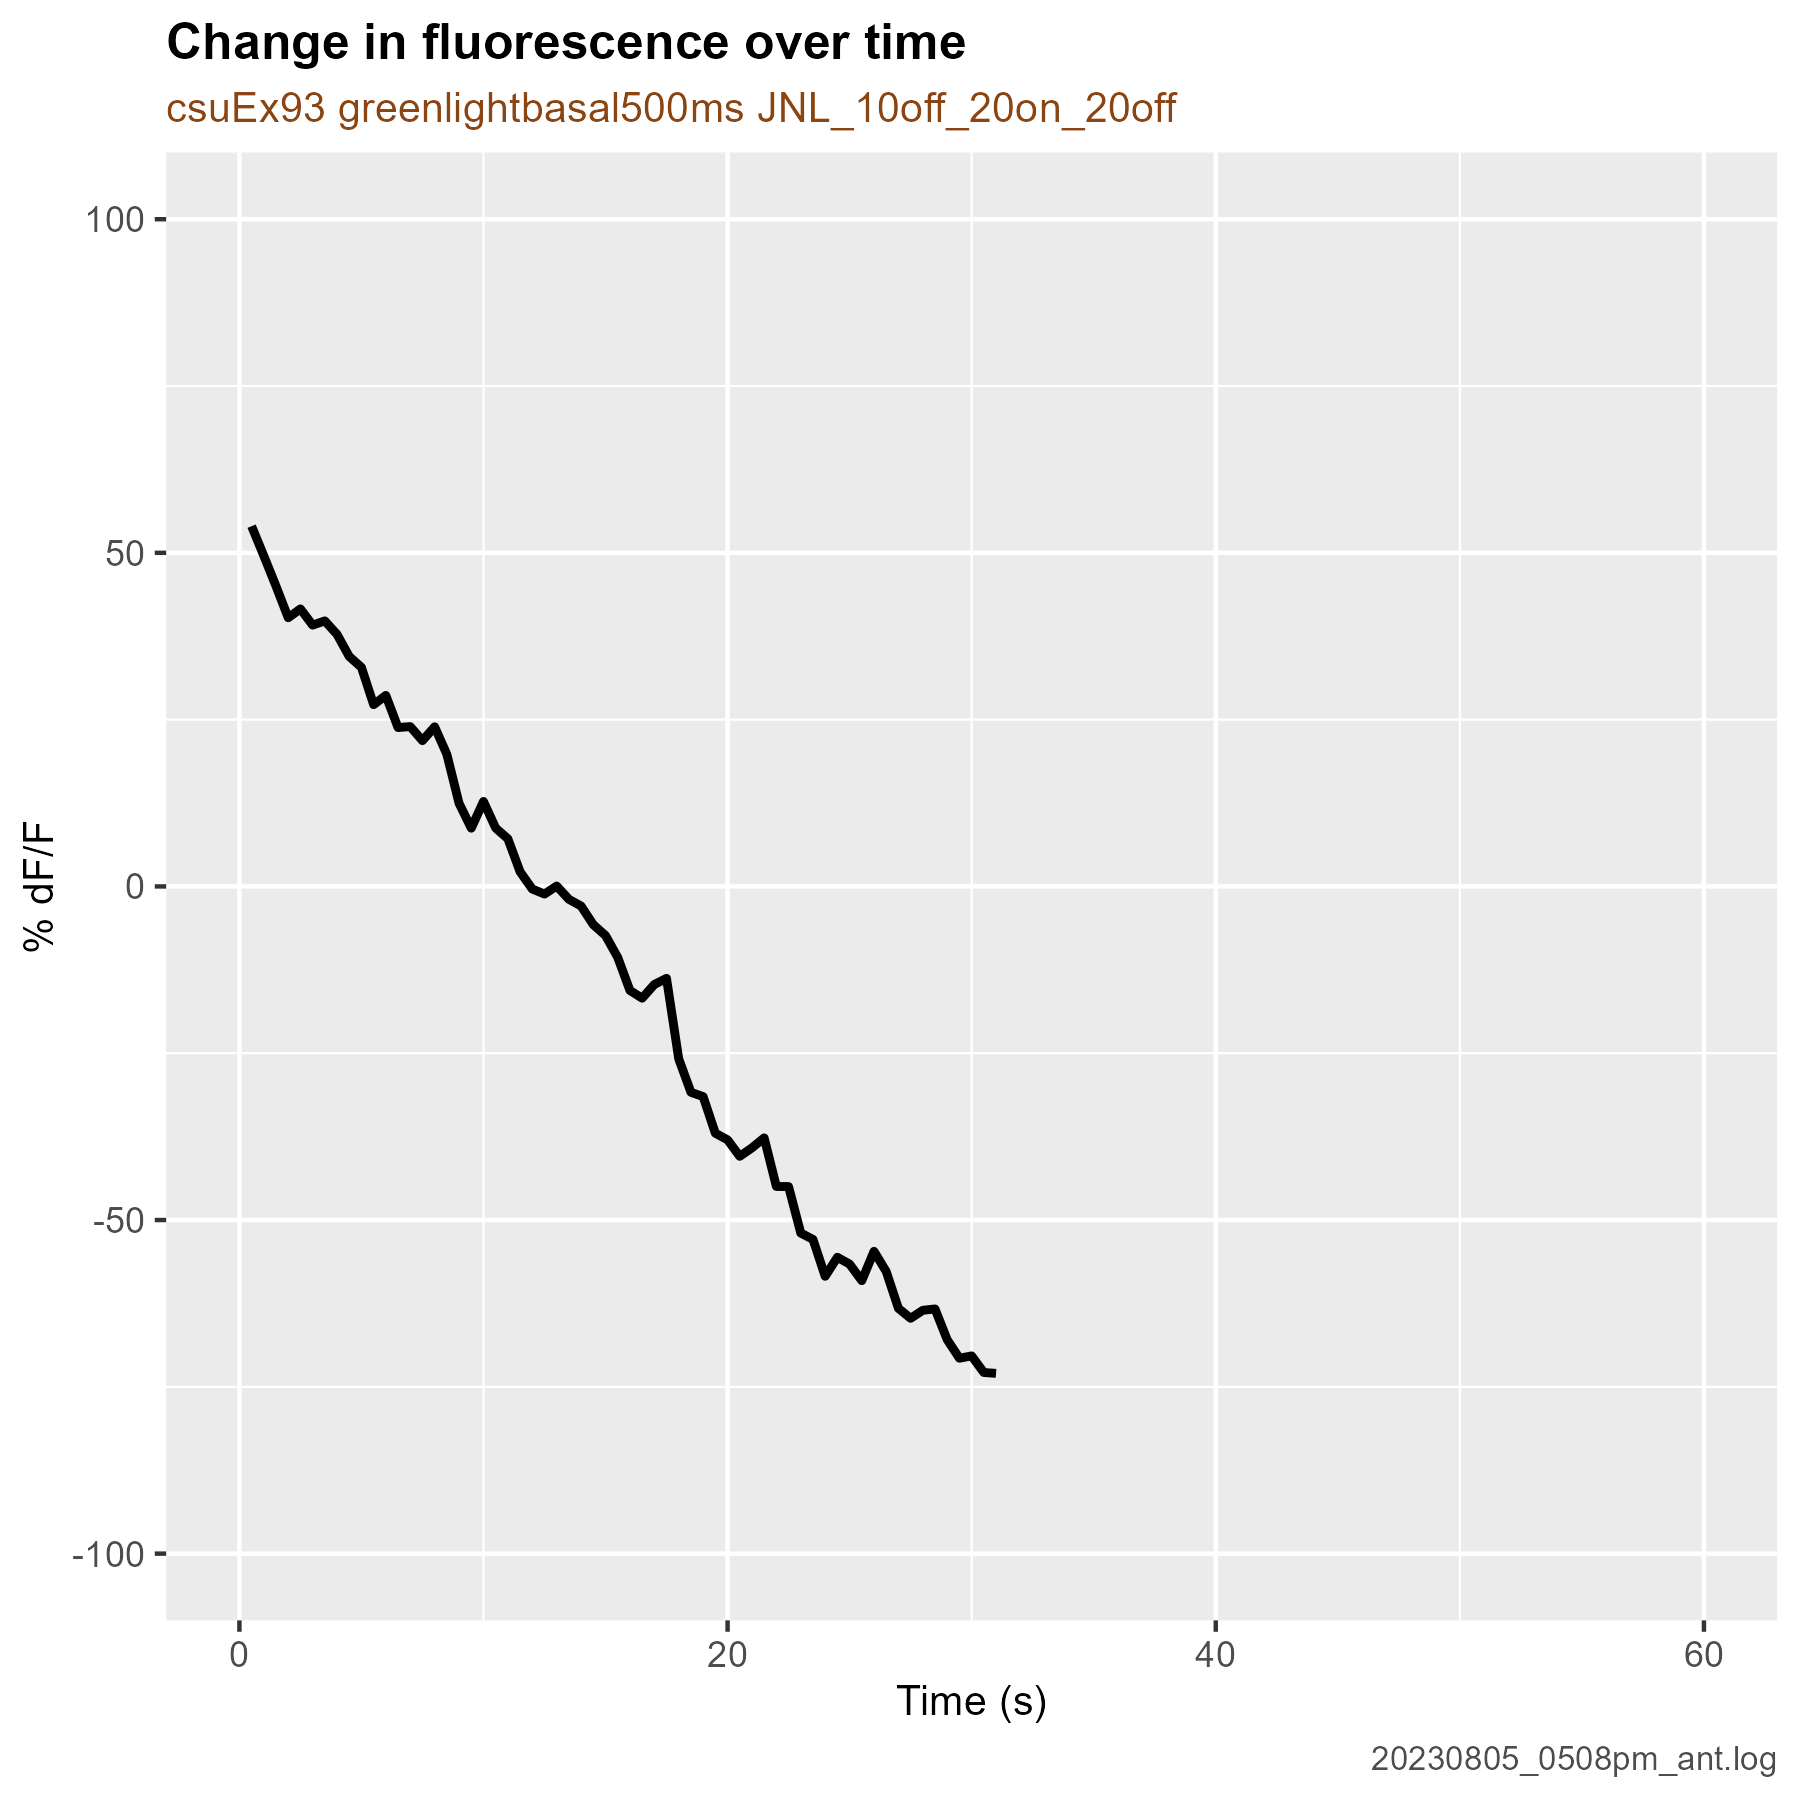 Change in fluorescence over time
csuEx93 greenlightbasal500ms JNL_10off_20on_20off
100
50
0
-50
-100
% dF/F
0 20 40 60
Time (s)
20230805_0508pm_ant.log